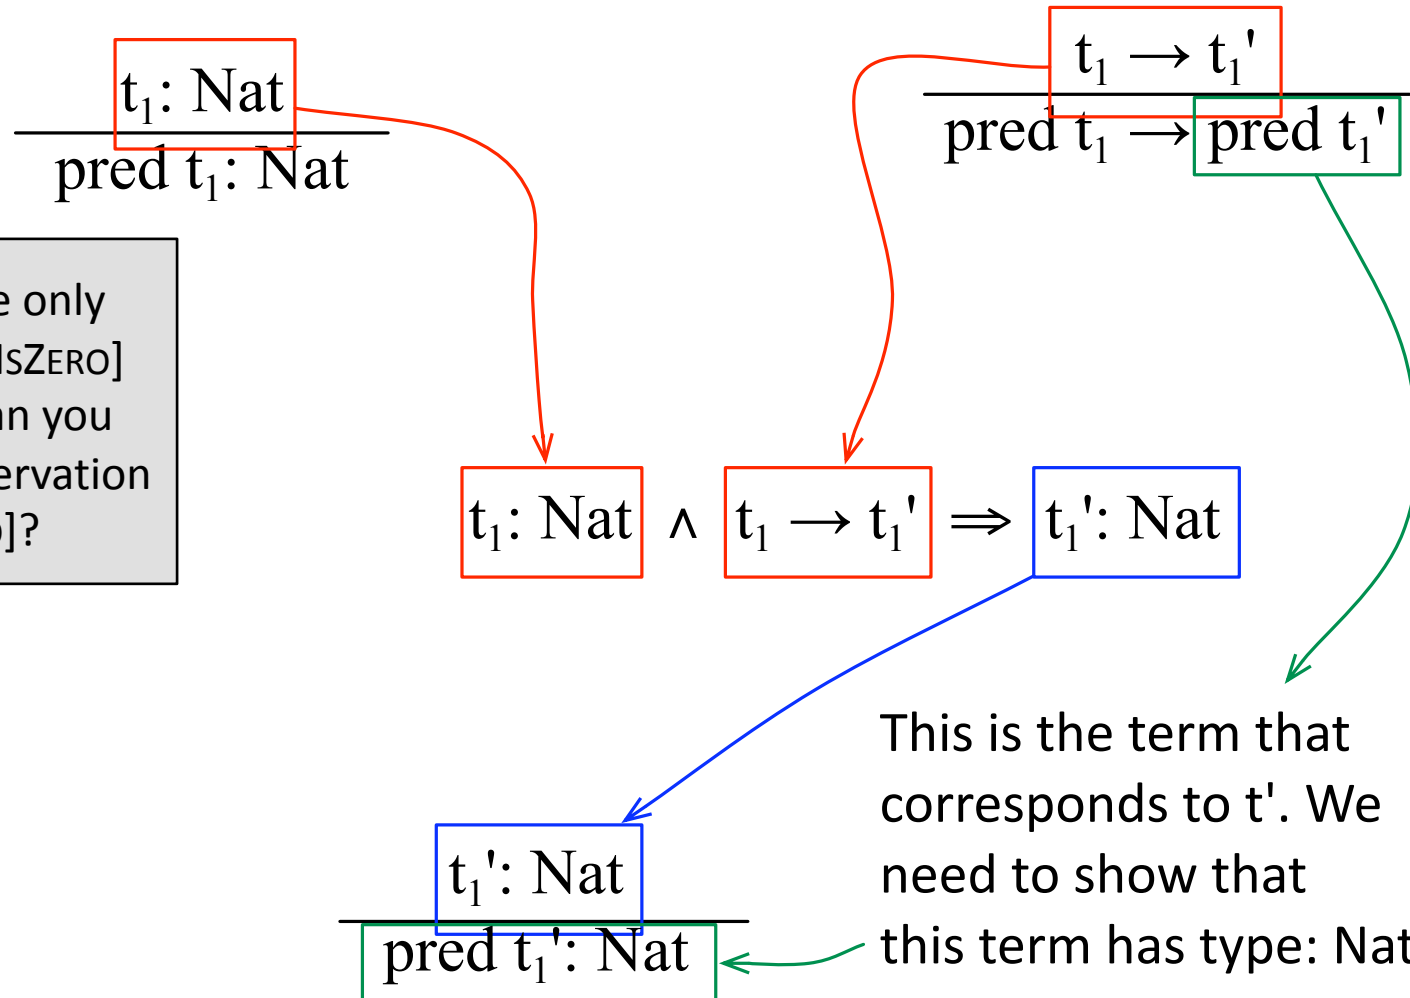 t₁: Nat
pred t₁: Nat
t₁ → t₁'
pred t₁ → pred t₁'
e only
IsZero]
an you
ervation
]?
t₁: Nat ∧ t₁ → t₁' ⇒ t₁': Nat
This is the term that
corresponds to t'. We
need to show that
this term has type: Nat
t₁': Nat
pred t₁': Nat